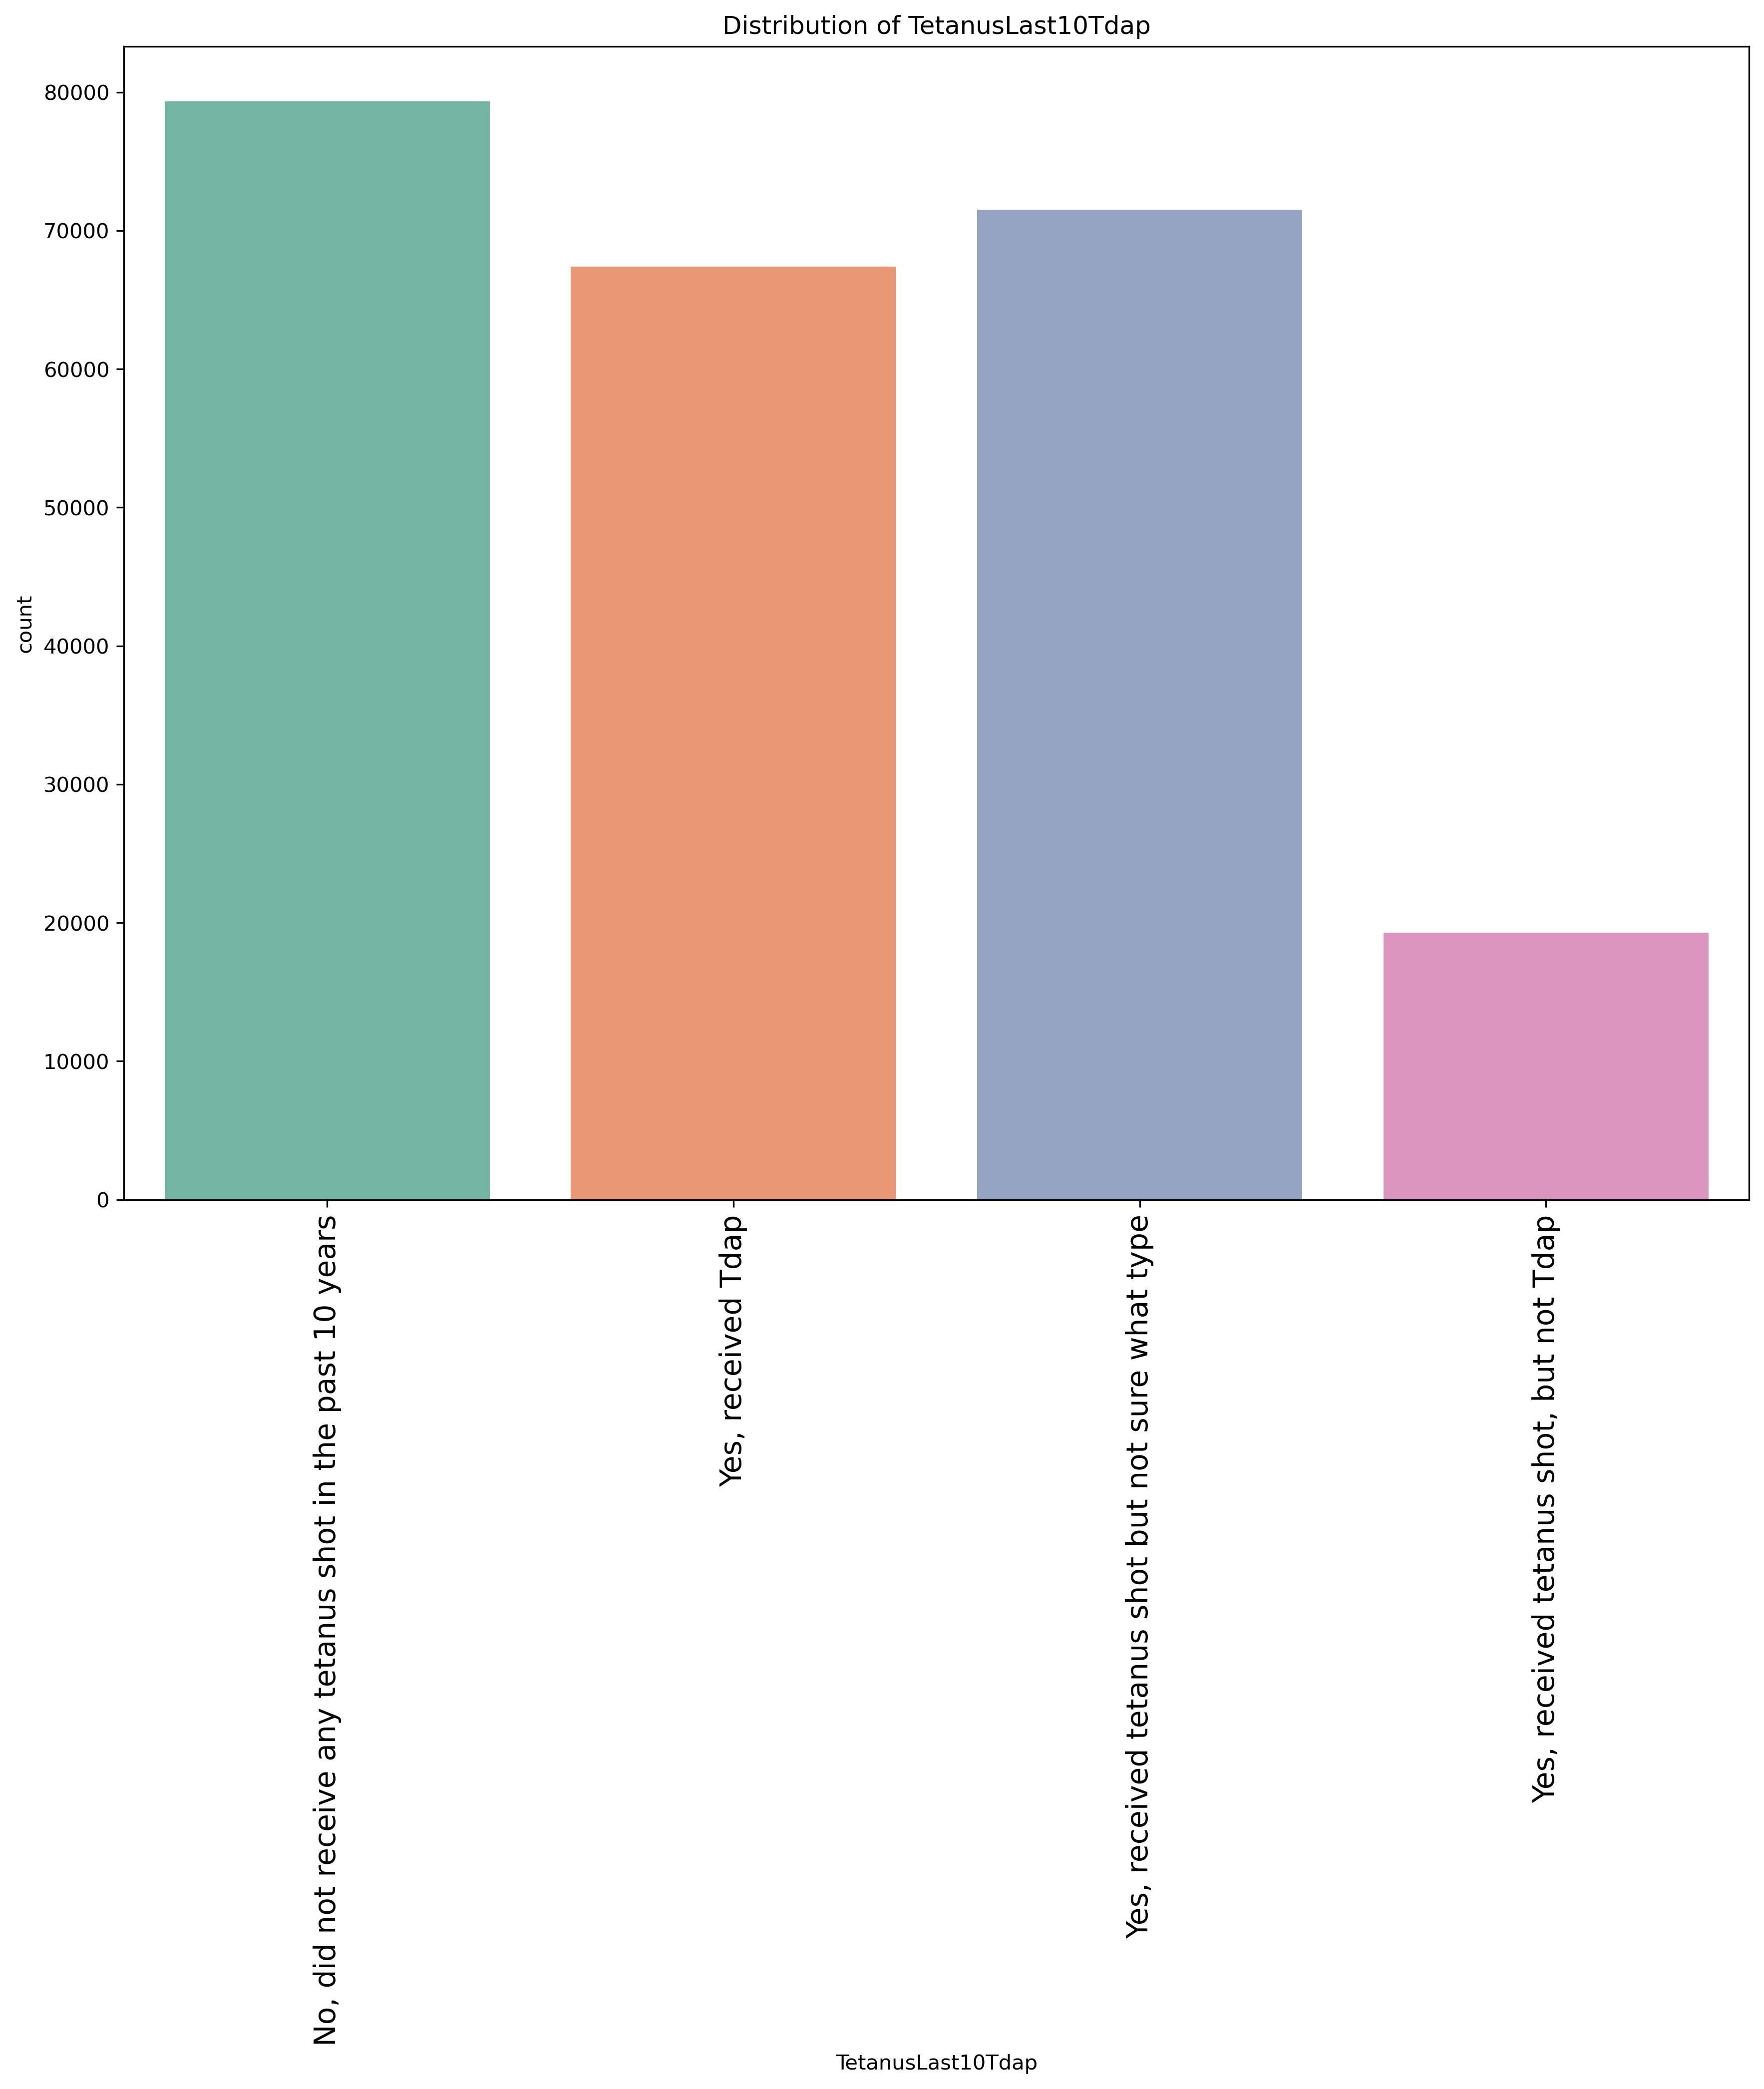 Distribution of TetanusLast10Tdap
80000
70000
60000
50000
40000
30000
20000
10000
0
count
No, did not receive any tetanus shot in the past 10 years
Yes, received Tdap
Yes, received tetanus shot but not sure what type
Yes, received tetanus shot, but not Tdap
TetanusLast10Tdap